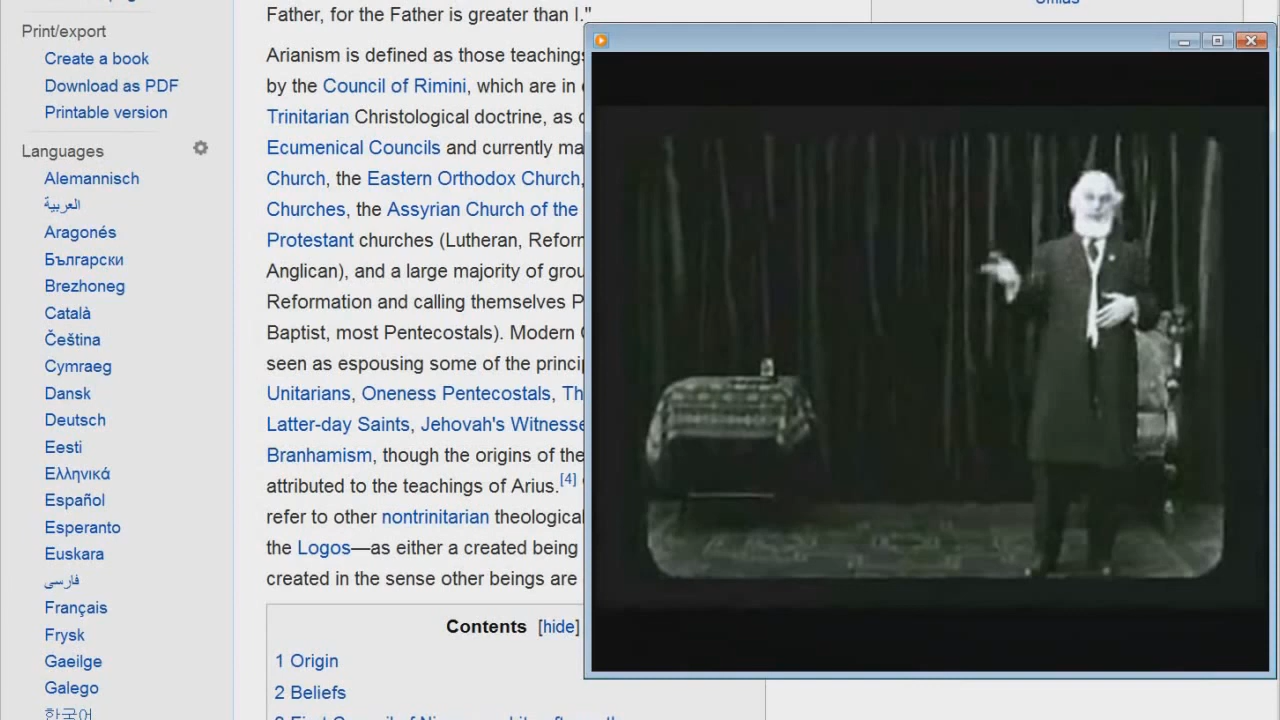 Print/export
Create a book
Download as PDF
Printable version
Languages
Alemannisch
العربية
Aragonés
Български
Brezhoneg
Català
Čeština
Cymraeg
Dansk
Deutsch
Eesti
Ελληνικά
Español
Esperanto
Euskara
فارسی
Français
Frysk
Gaeilge
Galego
한국어
Father, for the Father is greater than I."
Arianism is defined as those teachings
by the Council of Rimini, which are in
Trinitarian Christological doctrine, as
Ecumenical Councils and currently ma
Church, the Eastern Orthodox Church,
Churches, the Assyrian Church of the
Protestant churches (Lutheran, Reform
Anglican), and a large majority of grou
Reformation and calling themselves P
Baptist, most Pentecostals). Modern
seen as espousing some of the princip
Unitarians, Oneness Pentecostals, Th
Latter-day Saints, Jehovah's Witnesse
Branhamism, though the origins of the
attributed to the teachings of Arius.[4]
refer to other nontrinitarian theological
the Logos—as either a created being
created in the sense other beings are
Contents [hide]
1 Origin
2 Beliefs